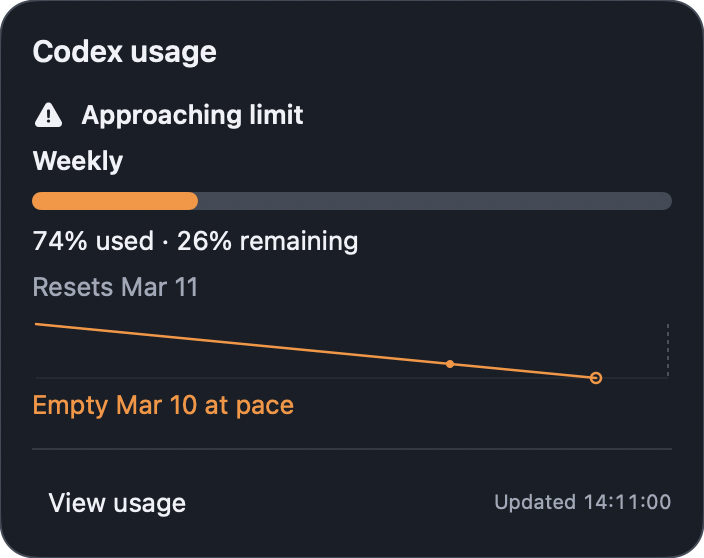 Codex usage
Approaching limit
Weekly
74% used · 26% remaining
Resets Mar 11
Empty Mar 10 at pace
View usage
Updated 14:11:00